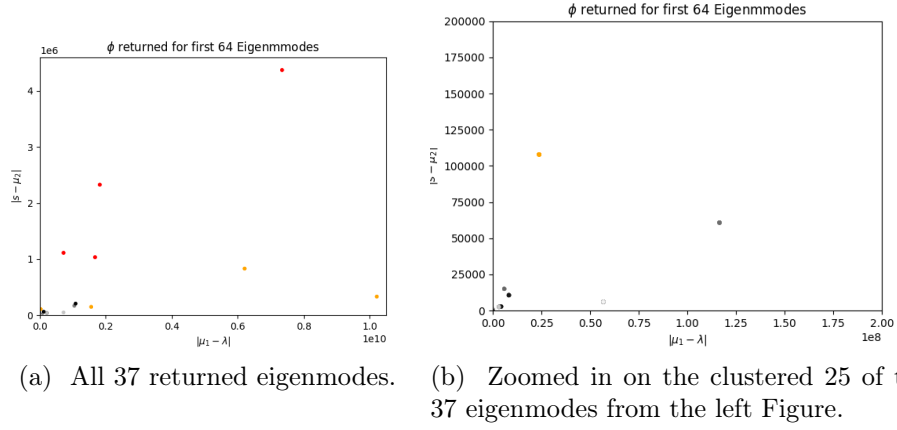 ϕ returned for first 64 Eigenmmodes
1e6
4
3
2
1
0
|s − μ₂|
0.0
0.2
0.4
0.6
0.8
1.0
1e10
|μ₁ − λ|
(a) All 37 returned eigenmodes.
ϕ returned for first 64 Eigenmmodes
200000
175000
150000
125000
100000
75000
50000
25000
0
|s − μ₂|
0.00
0.25
0.50
0.75
1.00
1.25
1.50
1.75
2.00
1e8
|μ₁ − λ|
(b) Zoomed in on the clustered 25 of t
37 eigenmodes from the left Figure.